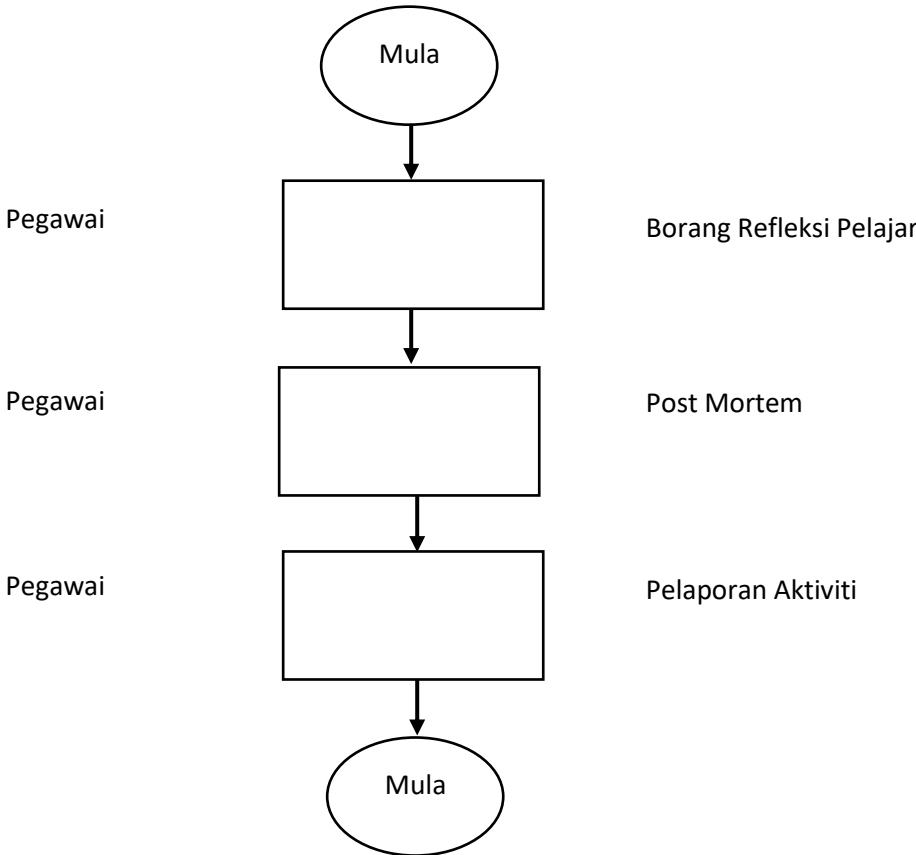 Mula
Pegawai
Borang Refleksi Pelajar
Pegawai
Post Mortem
Pegawai
Pelaporan Aktiviti
Mula